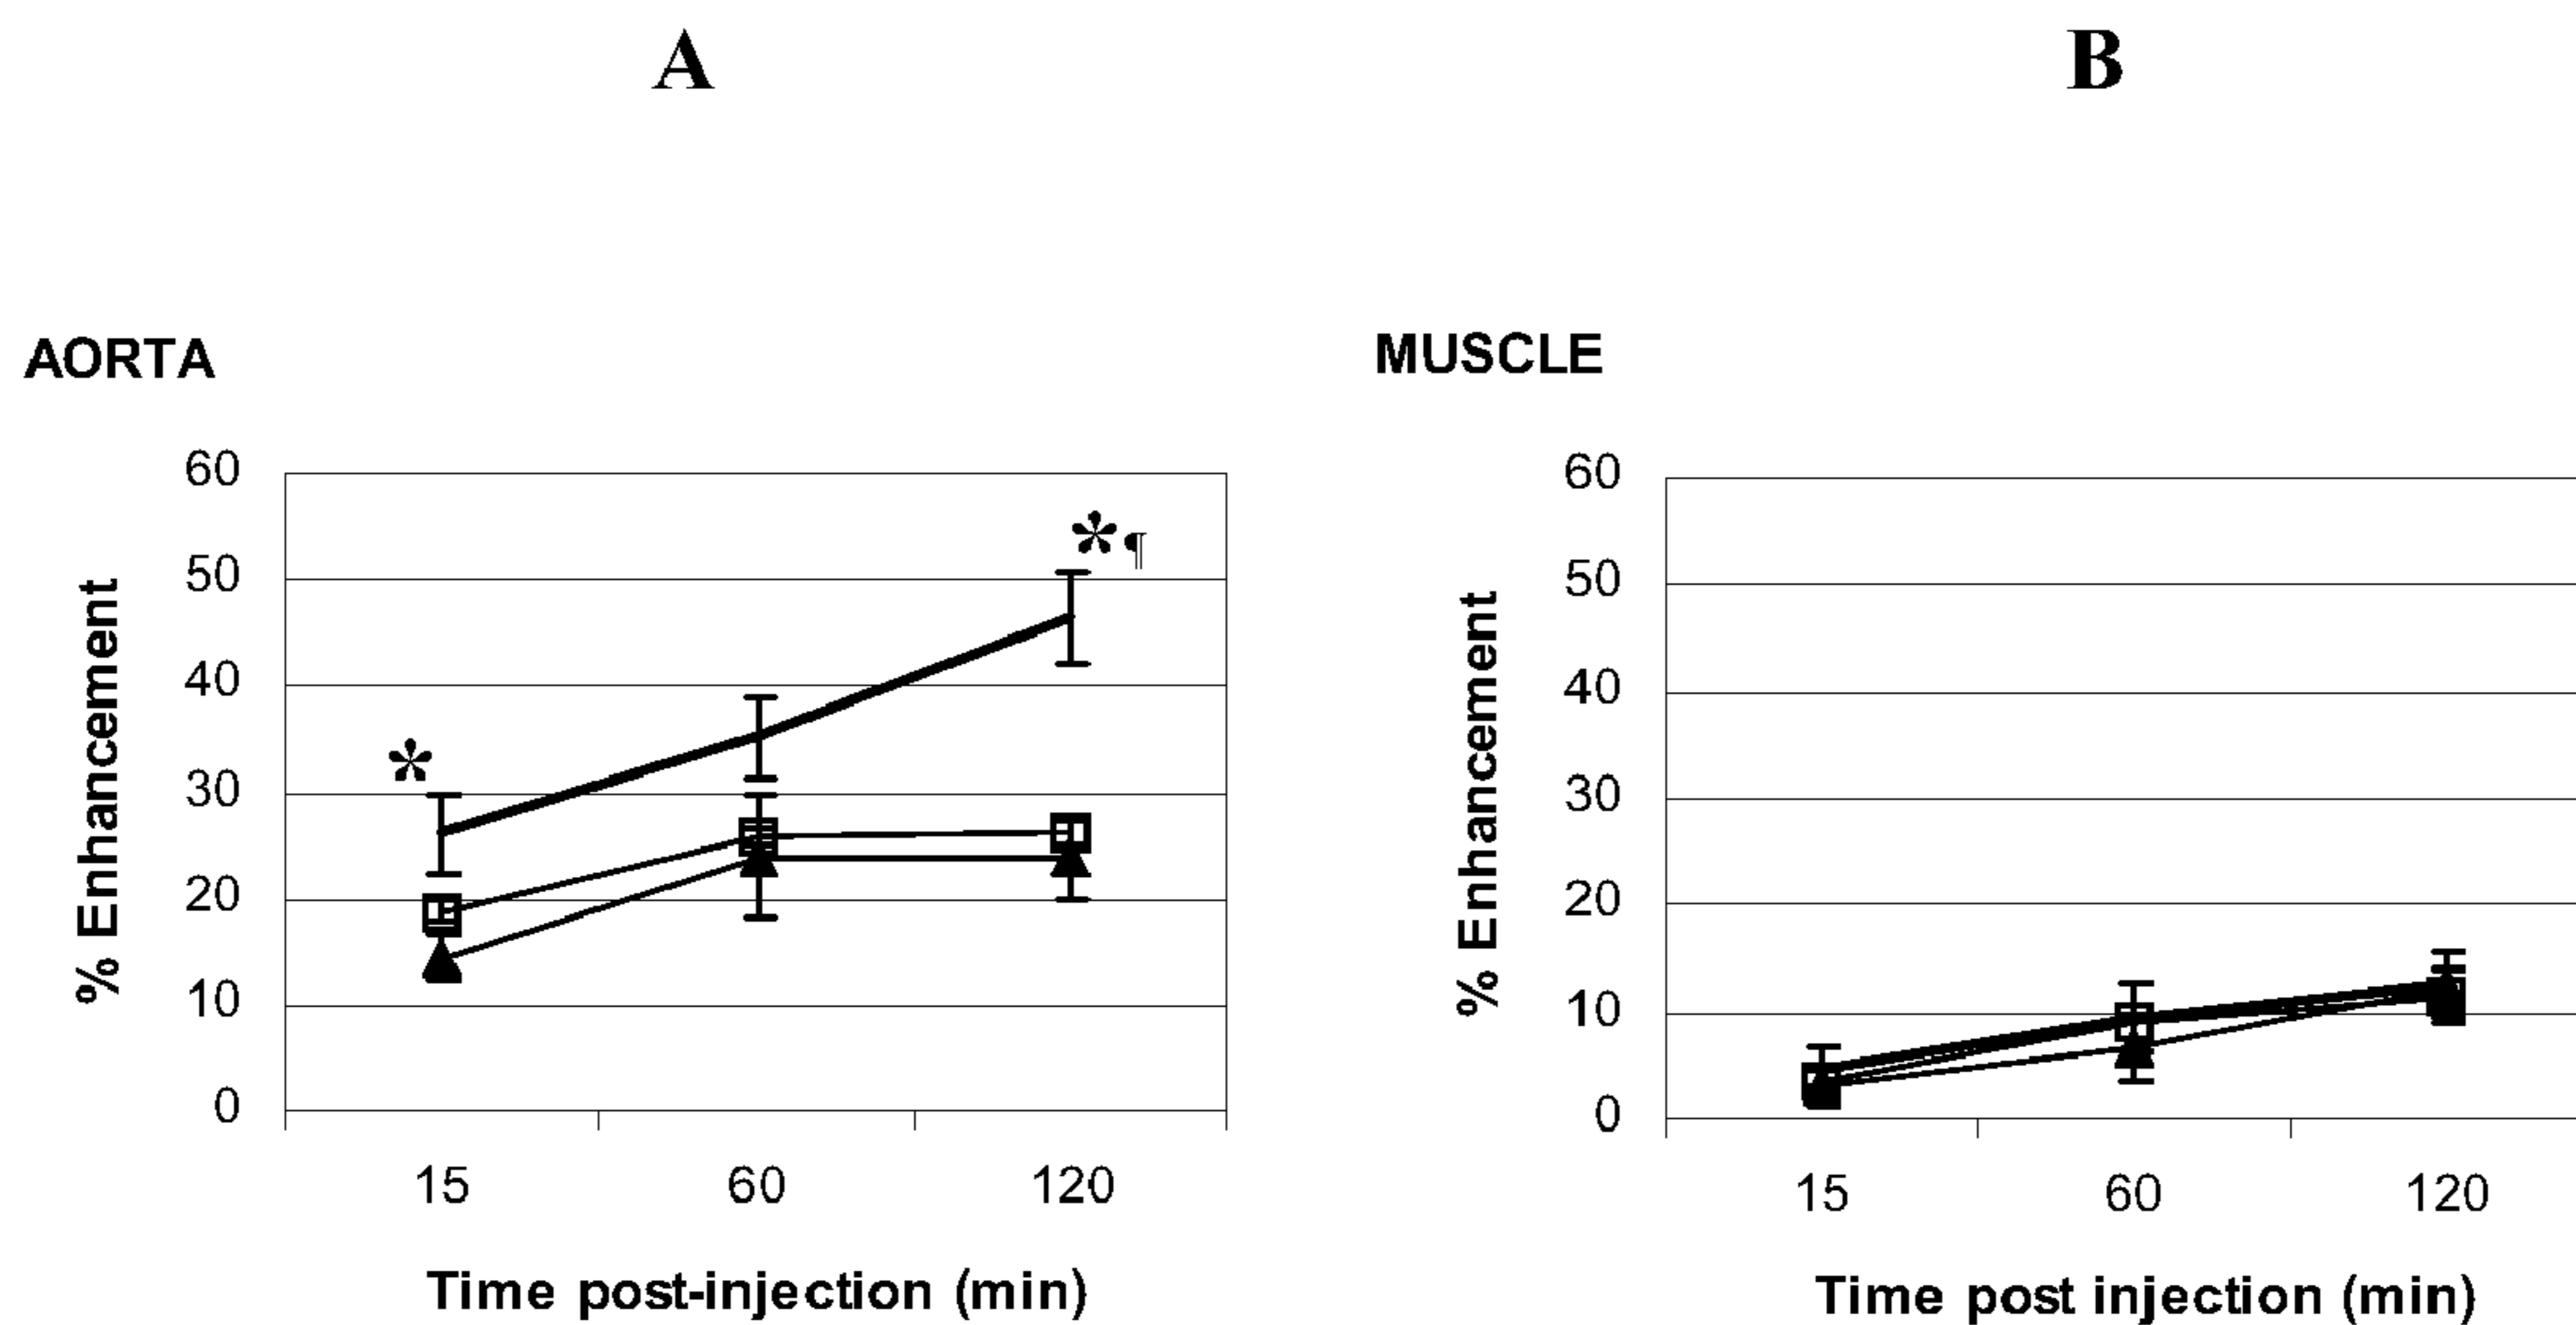 A
B
AORTA
MUSCLE
% Enhancement
60
50
40
30
20
10
0
* 
*¶
15 60 120
Time post-injection (min)
% Enhancement
60
50
40
30
20
10
0
15 60 120
Time post injection (min)